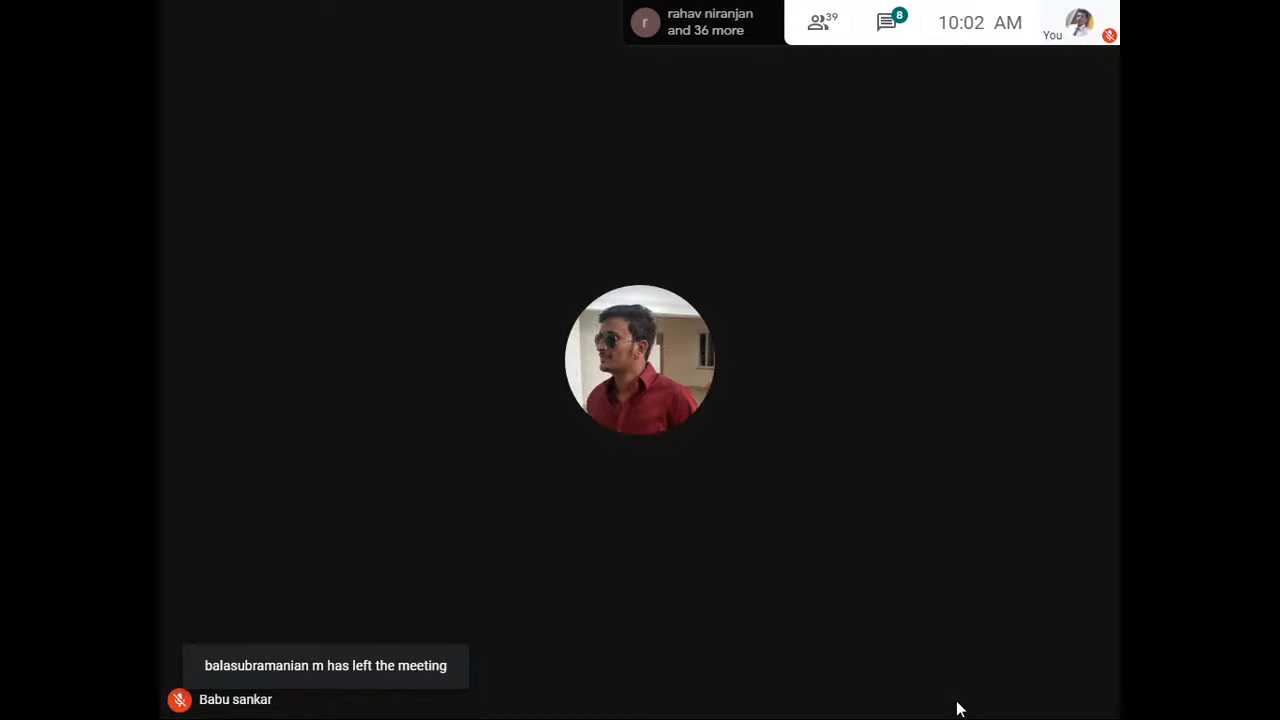 r
rahav niranjan
and 36 more
39
8
10:02 AM
You
balasubramanian m has left the meeting
Babu sankar